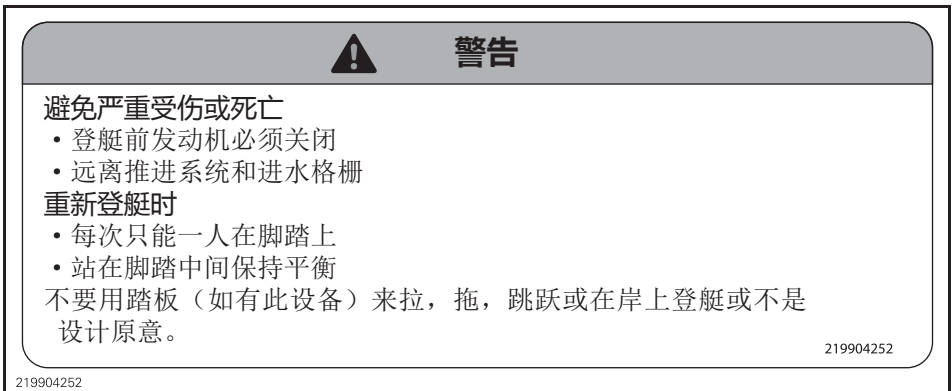 警告
避免严重受伤或死亡
•登艇前发动机必须关闭
•远离推进系统和进水格栅
重新登艇时
•每次只能一人在脚踏上
•站在脚踏中间保持平衡
不要用踏板（如有此设备）来拉，拖，跳跃或在岸上登艇或不是
设计原意。
219904252
219904252